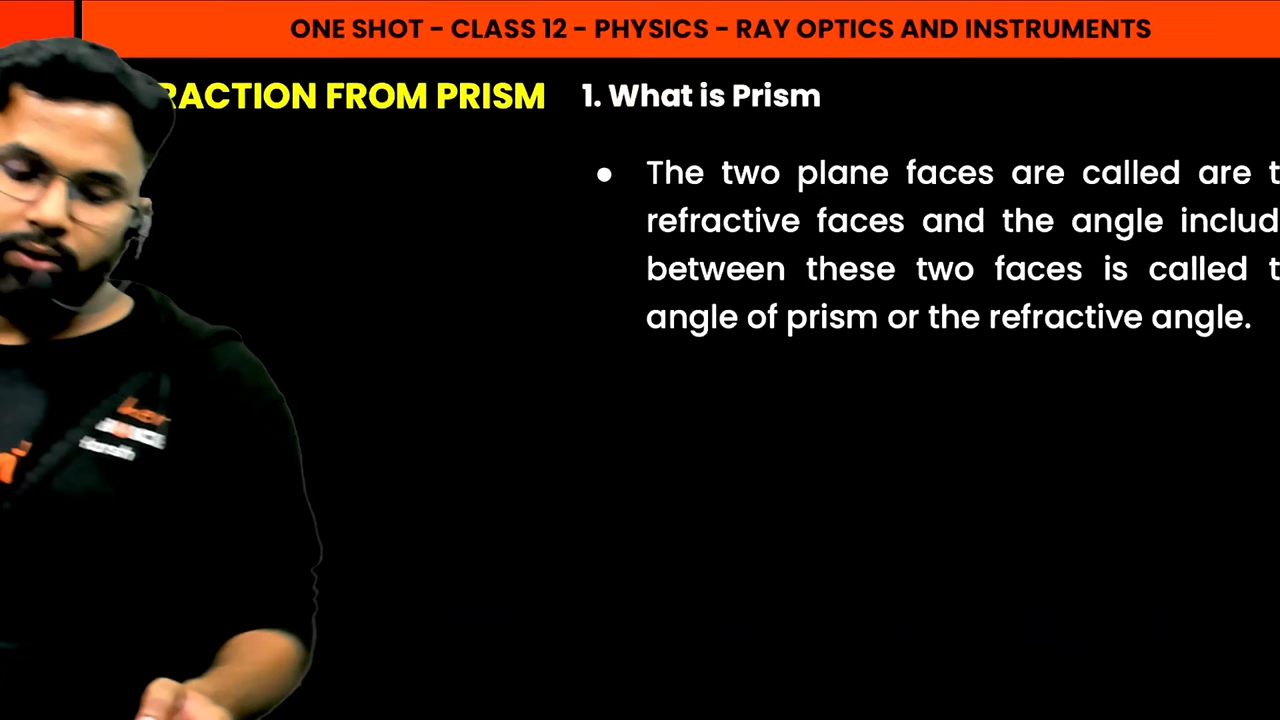 ONE SHOT - CLASS 12 - PHYSICS - RAY OPTICS AND INSTRUMENTS
RACTION FROM PRISM
1. What is Prism
● The two plane faces are called are t
refractive faces and the angle includ
between these two faces is called t
angle of prism or the refractive angle.